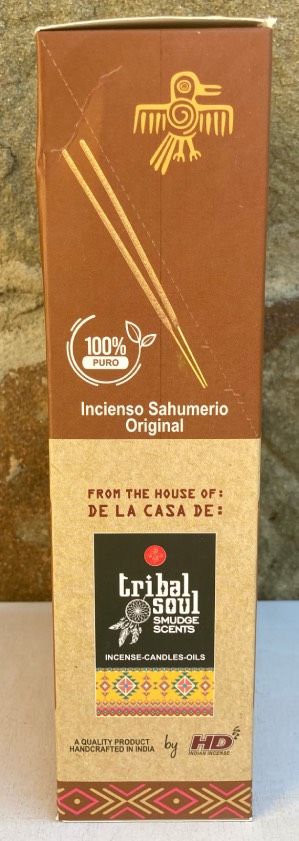 100%
PURO
Incienso Sahumerio
Original
FROM THE HOUSE OF:
DE LA CASA DE:
tribal
soul
SMUDGE
SCENTS
INCENSE-CANDLES-OILS
A QUALITY PRODUCT
HANDCRAFTED IN INDIA
by
HD
INDIAN INCENSE